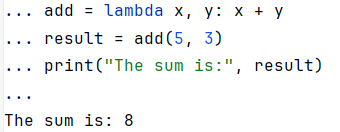 ... add = lambda x, y: x + y
... result = add(5, 3)
... print("The sum is:", result)
...
The sum is: 8